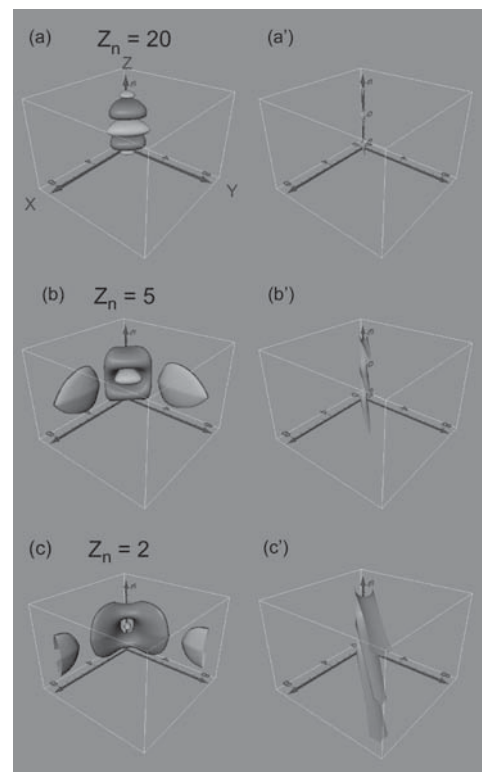 (a) Zₙ = 20
(a')
Z
X
Y
(b) Zₙ = 5
(b')
(c) Zₙ = 2
(c')